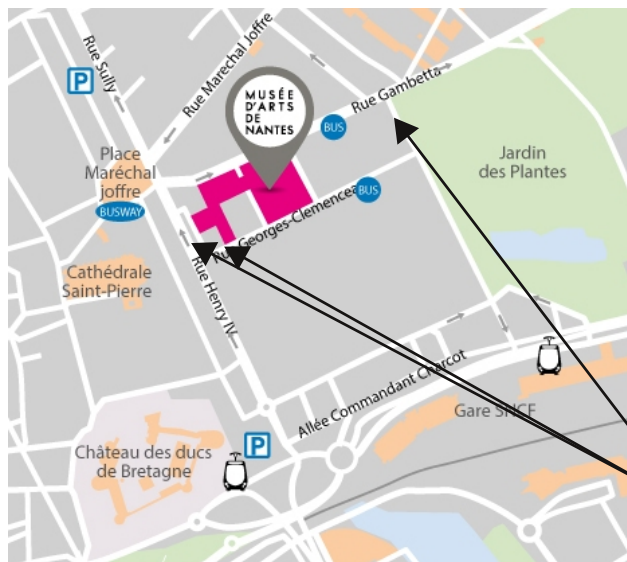 Rue Sully
P
Rue Marechal Joffre
MUSÉE
D'ARTS
DE
NANTES
Rue Gambetta
BUS
Place
Maréchal
joffre
BUSWAY
Jardin
des Plantes
BUS
Rue Georges-Clemenceau
Cathédrale
Saint-Pierre
Rue Henry IV
Allée Commandant Charcot
Gare SNCF
Château des ducs
de Bretagne
P